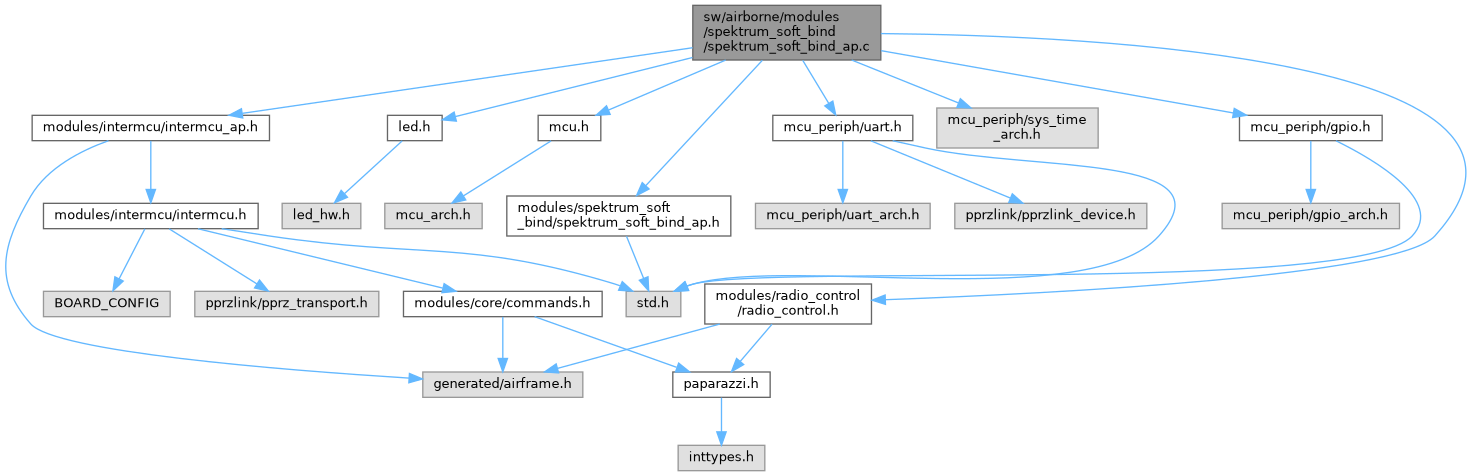 sw/airborne/modules
/spektrum_soft_bind
/spektrum_soft_bind_ap.c
modules/intermcu/intermcu_ap.h
led.h
mcu.h
mcu_periph/uart.h
mcu_periph/sys_time
_arch.h
mcu_periph/gpio.h
modules/intermcu/intermcu.h
led_hw.h
mcu_arch.h
modules/spektrum_soft
_bind/spektrum_soft_bind_ap.h
mcu_periph/uart_arch.h
pprzlink/pprzlink_device.h
mcu_periph/gpio_arch.h
BOARD_CONFIG
pprzlink/pprz_transport.h
modules/core/commands.h
std.h
modules/radio_control
/radio_control.h
generated/airframe.h
paparazzi.h
inttypes.h